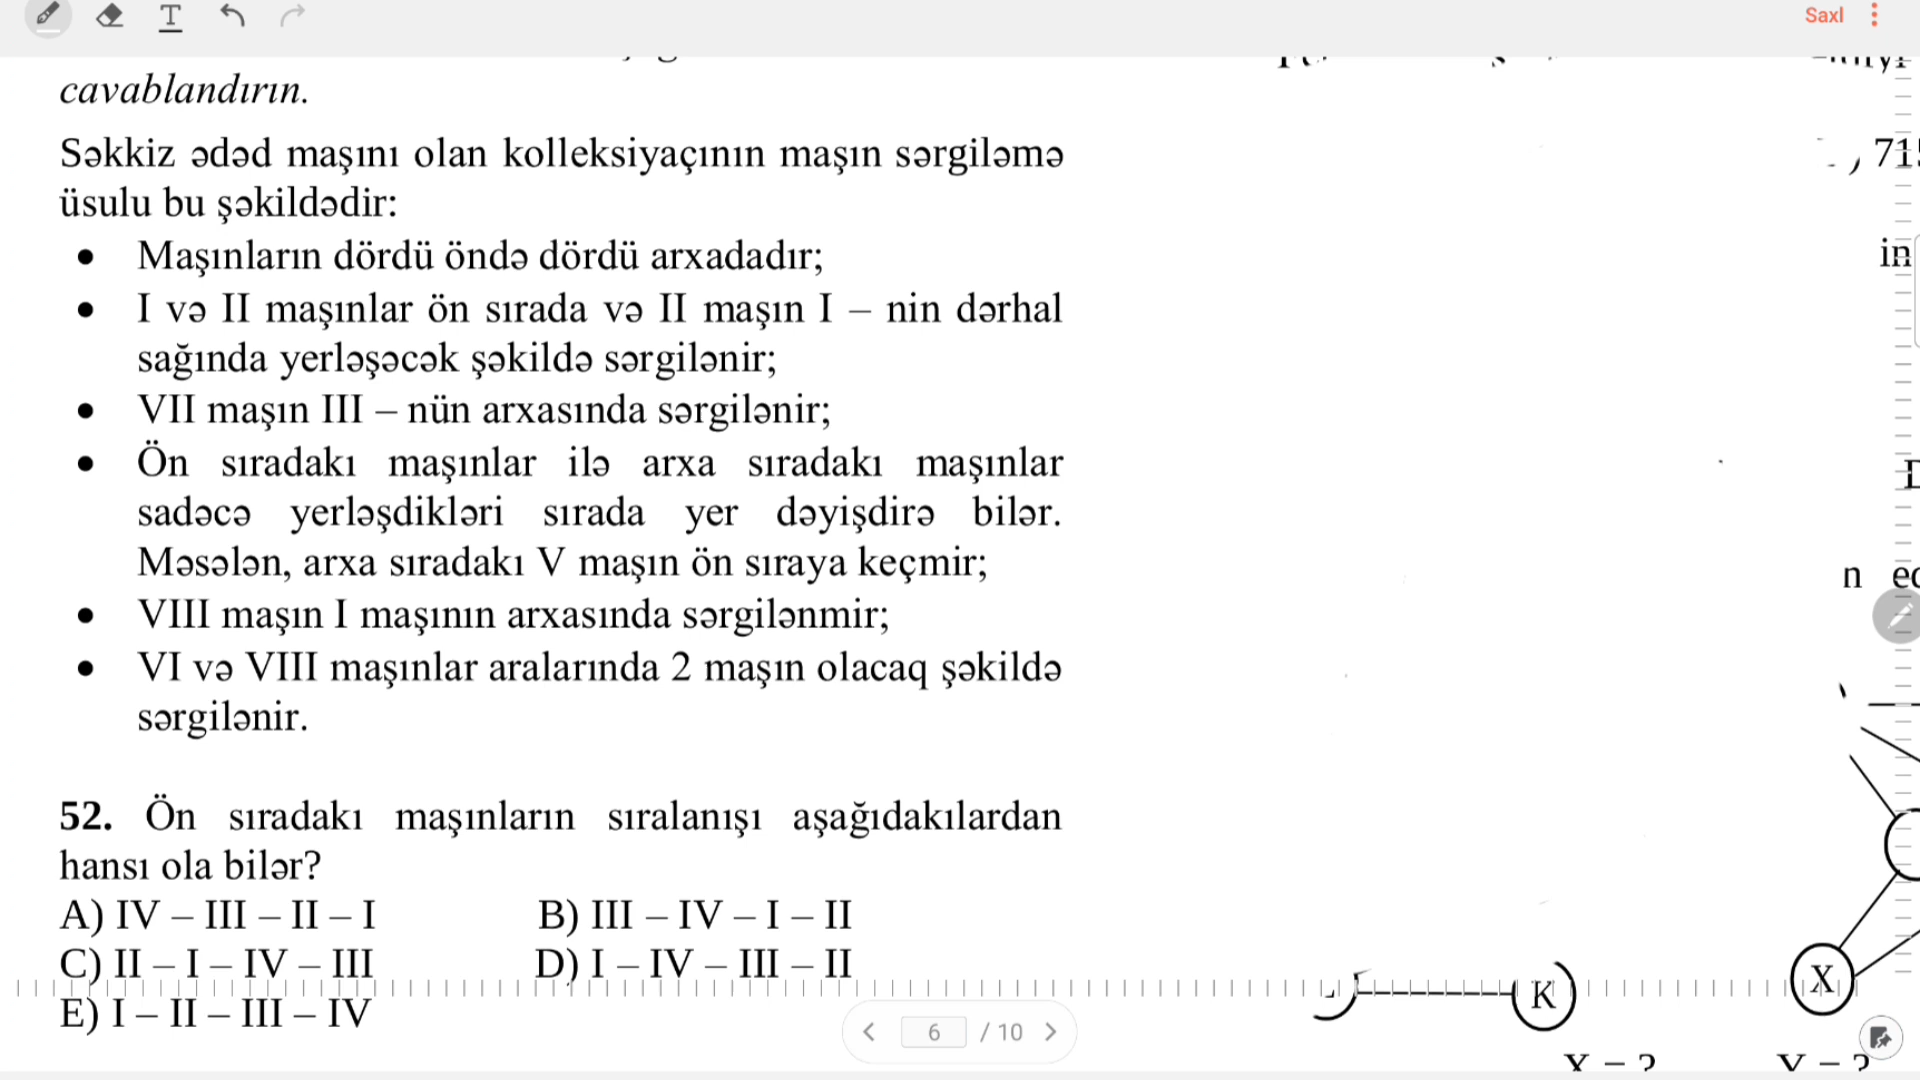 Saxl
cavablandırın.
Səkkiz ədəd maşını olan kolleksiyaçının maşın sərgiləmə
üsulu bu şəkildədir:
• Maşınların dördü öndə dördü arxadadır;
• I və II maşınlar ön sırada və II maşın I – nin dərhal
sağında yerləşəcək şəkildə sərgilənir;
• VII maşın III – nün arxasında sərgilənir;
• Ön sıradakı maşınlar ilə arxa sıradakı maşınlar
sadəcə yerləşdikləri sırada yer dəyişdirə bilər.
Məsələn, arxa sıradakı V maşın ön sıraya keçmir;
• VIII maşın I maşının arxasında sərgilənmir;
• VI və VIII maşınlar aralarında 2 maşın olacaq şəkildə
sərgilənir.
52. Ön sıradakı maşınların sıralanışı aşağıdakılardan
hansı ola bilər?
A) IV – III – II – I B) III – IV – I – II
C) II – I – IV – III D) I – IV – III – II
E) I – II – III – IV
6 / 10
, 71
in
n
K
X